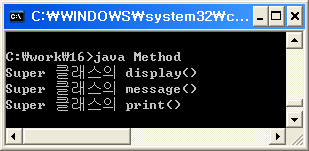 C:₩WINDOWS₩system32₩c...
C:₩work₩16>java Method
Super 클래스의 display()
Super 클래스의 message()
Super 클래스의 print()